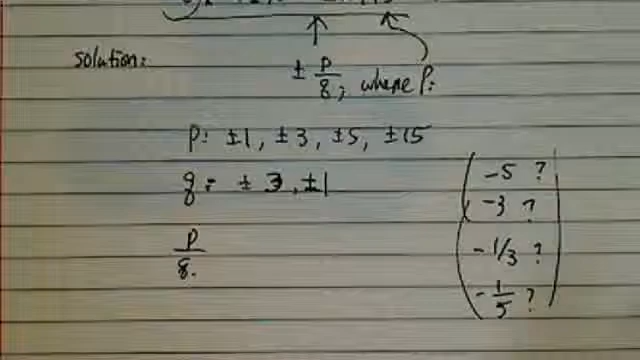 solution:
± p/q, where p:
p: ±1, ±3, ±5, ±15
q: ±3, ±1
p/q
-5 ?
-3 ?
-1/3 ?
-1/5 ?